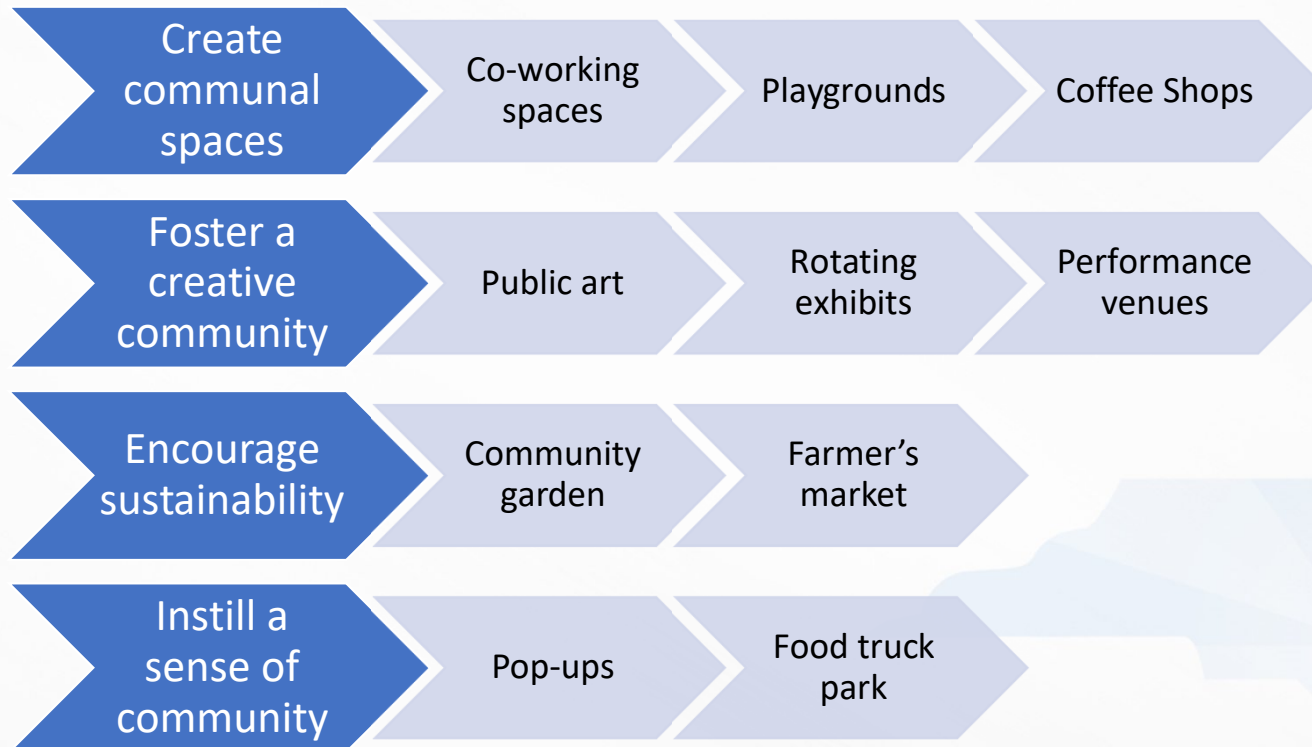 Create
communal
spaces
Co-working
spaces
Playgrounds
Coffee Shops
Foster a
creative
community
Public art
Rotating
exhibits
Performance
venues
Encourage
sustainability
Community
garden
Farmer’s
market
Instill a
sense of
community
Pop-ups
Food truck
park